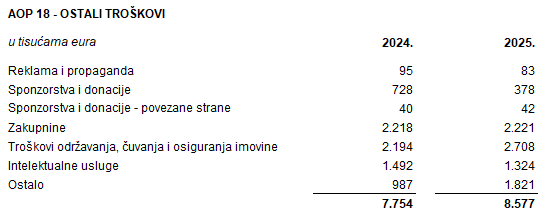 AOP 18 - OSTALI TROŠKOVI
u tisućama eura 2024. 2025.
Reklama i propaganda 95 83
Sponzorstva i donacije 728 378
Sponzorstva i donacije - povezane strane 40 42
Zakupnine 2.218 2.221
Troškovi održavanja, čuvanja i osiguranja imovine 2.194 2.708
Intelektualne usluge 1.492 1.324
Ostalo 987 1.821
7.754 8.577